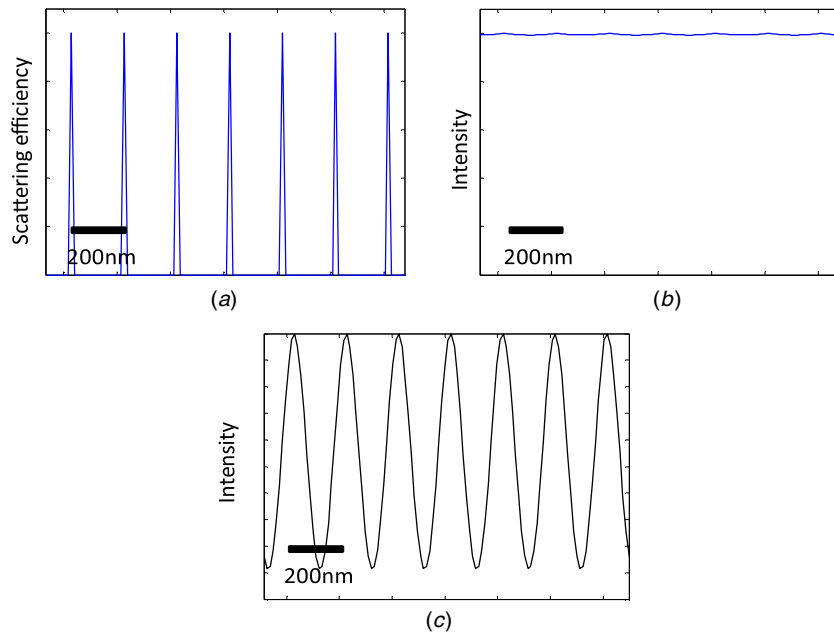 Scattering efficiency
200nm
(a)
Intensity
200nm
(b)
Intensity
200nm
(c)